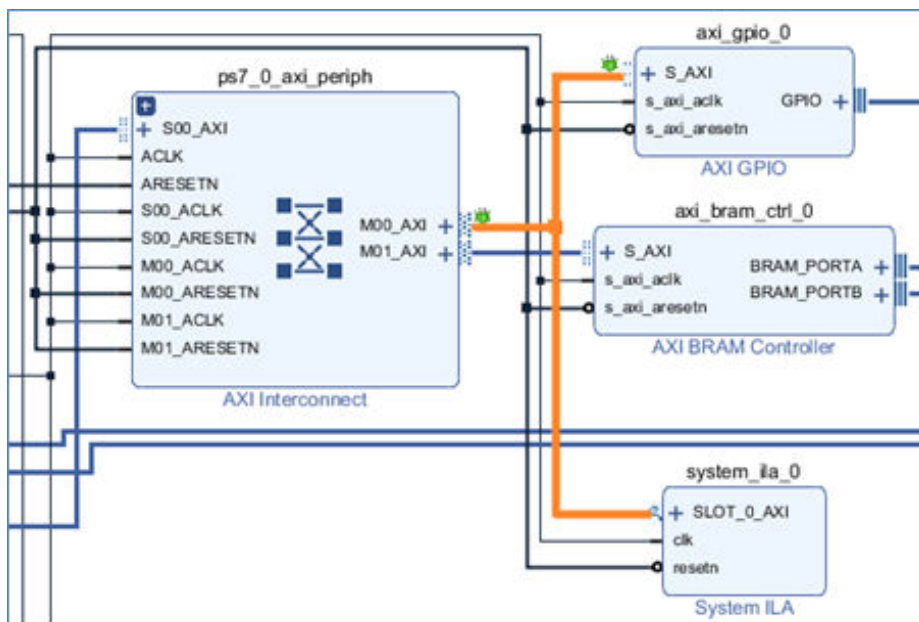 ps7_0_axi_periph
S00_AXI
ACLK
ARESETN
S00_ACLK
S00_ARESETN
M00_ACLK
M00_ARESETN
M01_ACLK
M01_ARESETN
M00_AXI
M01_AXI
AXI Interconnect
axi_gpio_0
S_AXI
s_axi_aclk
s_axi_aresetn
GPIO
AXI GPIO
axi_bram_ctrl_0
S_AXI
s_axi_aclk
s_axi_aresetn
BRAM_PORTA
BRAM_PORTB
AXI BRAM Controller
system_ila_0
SLOT_0_AXI
clk
resetn
System ILA